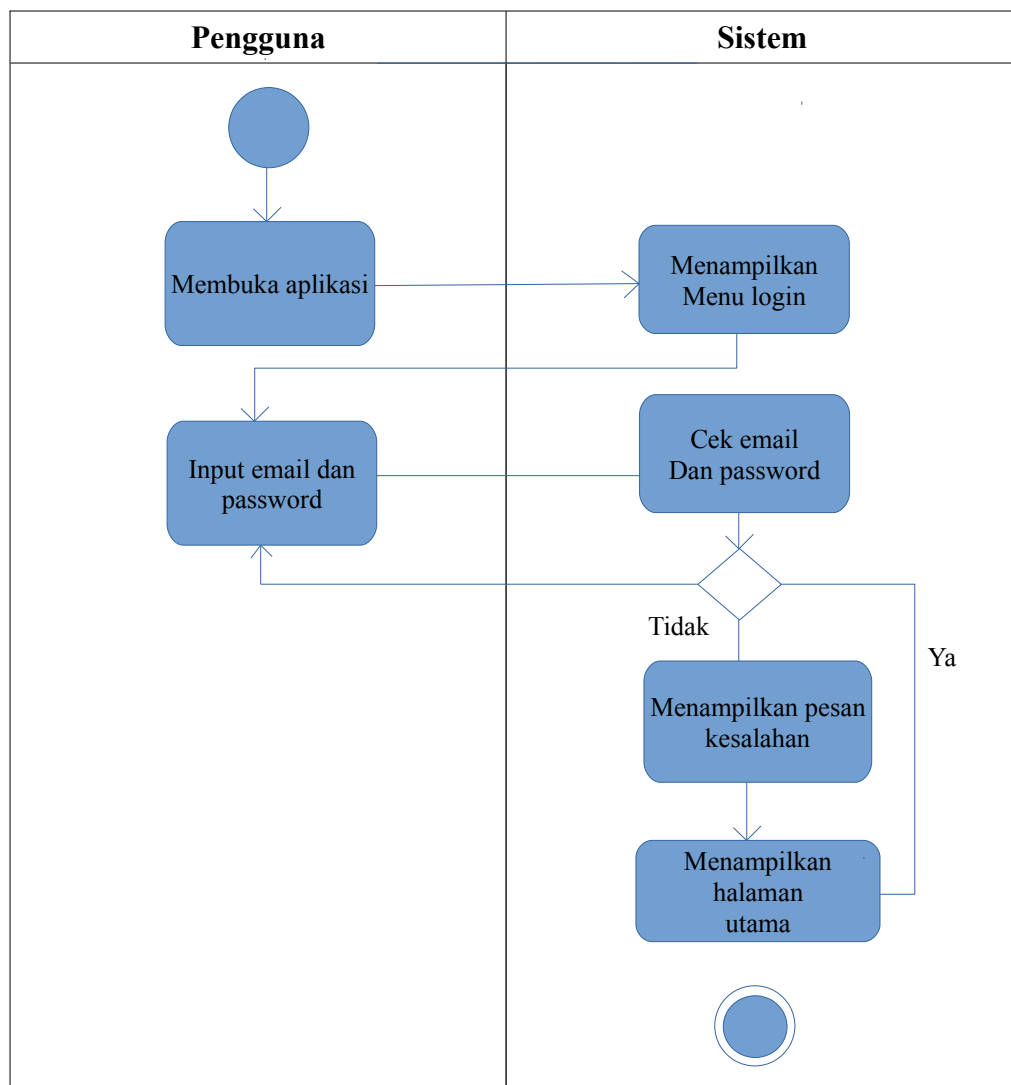 Pengguna
Sistem
Membuka aplikasi
Menampilkan
Menu login
Input email dan
password
Cek email
Dan password
Tidak
Ya
Menampilkan pesan
kesalahan
Menampilkan
halaman
utama